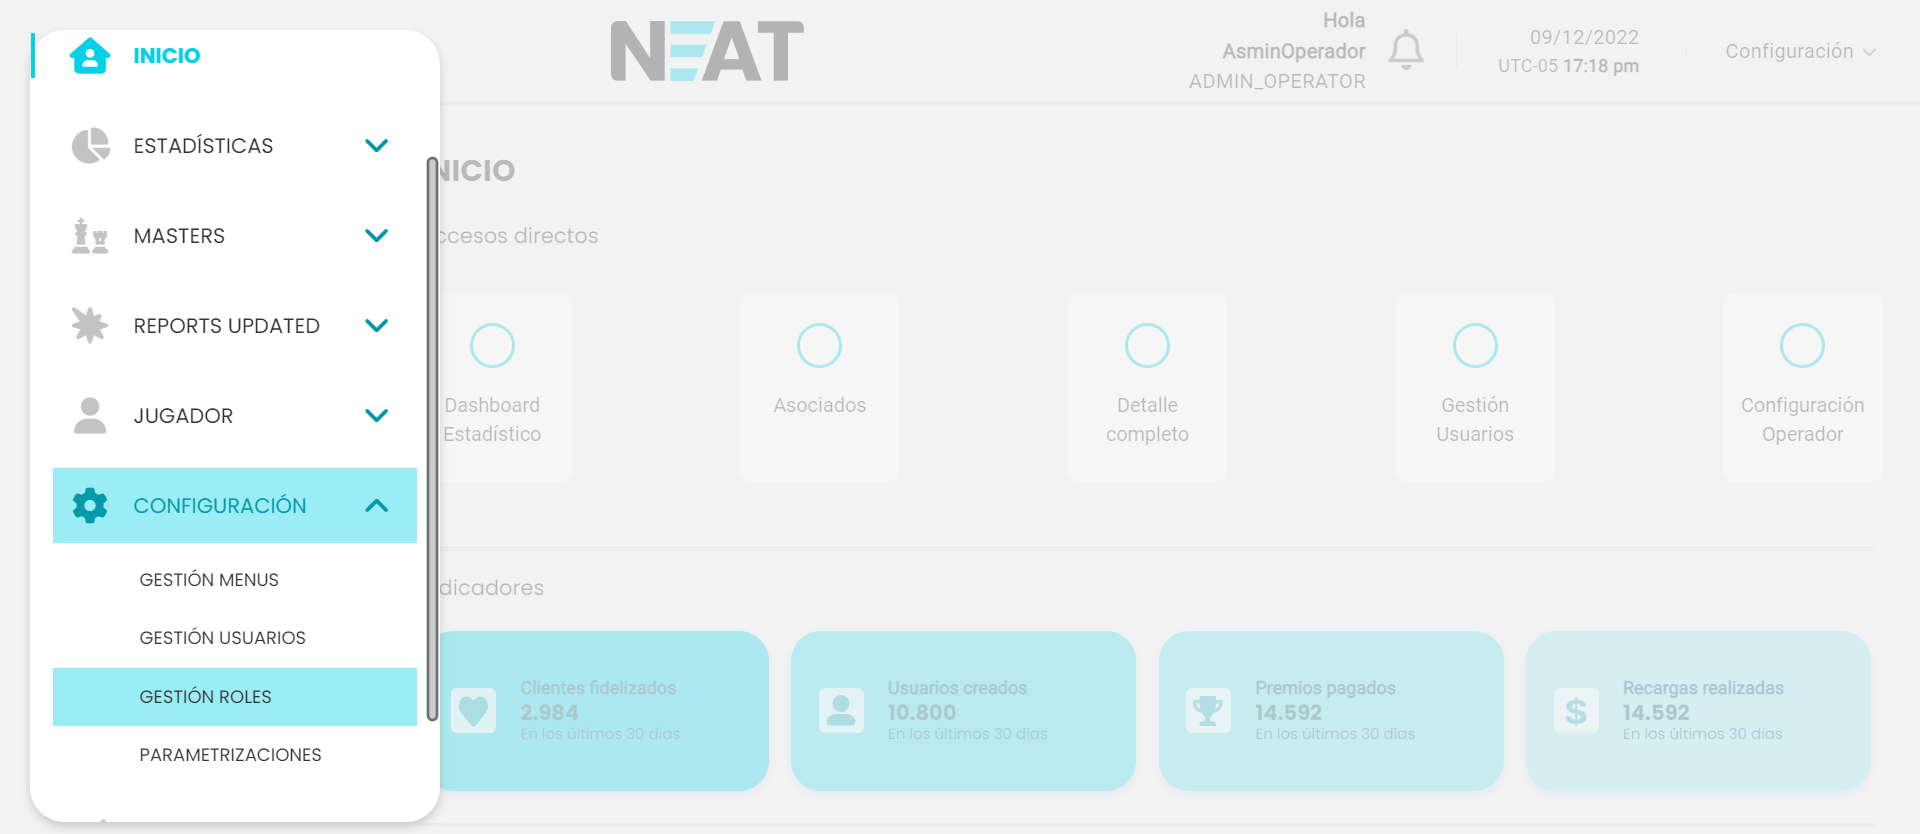 INICIO
ESTADÍSTICAS
MASTERS
REPORTS UPDATED
JUGADOR
CONFIGURACIÓN
GESTIÓN MENUS
GESTIÓN USUARIOS
GESTIÓN ROLES
PARAMETRIZACIONES
NEAT
Hola
AsminOperador
ADMIN_OPERATOR
09/12/2022
UTC-05 17:18 pm
Configuración
NICIO
ccesos directos
Dashboard
Estadístico
Asociados
Detalle
completo
Gestión
Usuarios
Configuración
Operador
dicadores
Clientes fidelizados
2.984
En los últimos 30 dias
Usuarios creados
10.800
En los últimos 30 dias
Premios pagados
14.592
En los últimos 30 dias
Recargas realizadas
14.592
En los últimos 30 dias